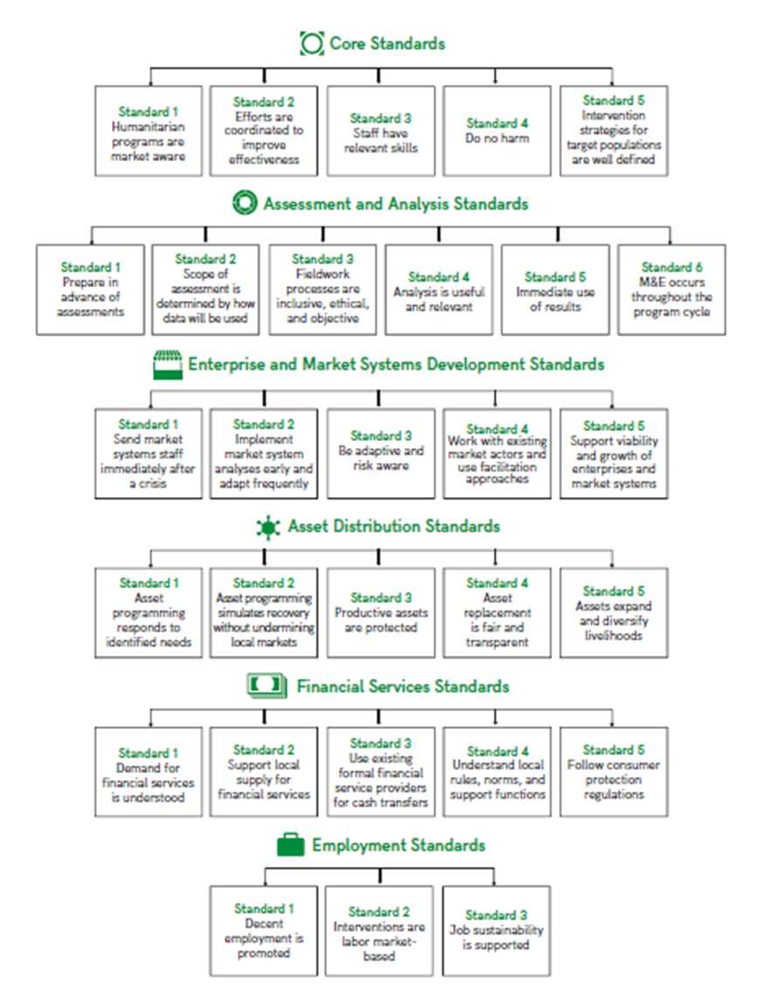 Core Standards
Standard 1
Humanitarian
programs are
market aware
Standard 2
Efforts are
coordinated to
improve
effectiveness
Standard 3
Staff have
relevant skills
Standard 4
Do no harm
Standard 5
Intervention
strategies for
target populations
are well defined
Assessment and Analysis Standards
Standard 1
Prepare in
advance of
assessments
Standard 2
Scope of
assessment is
determined by how
data will be used
Standard 3
Fieldwork
processes are
inclusive, ethical,
and objective
Standard 4
Analysis is useful
and relevant
Standard 5
Immediate use
of results
Standard 6
M&E occurs
throughout the
program cycle
Enterprise and Market Systems Development Standards
Standard 1
Send market
systems staff
immediately after
a crisis
Standard 2
Implement
market system
analyses early and
adapt frequently
Standard 3
Be adaptive and
risk aware
Standard 4
Work with existing
market actors and
use facilitation
approaches
Standard 5
Support viability
and growth of
enterprises and
market systems
Asset Distribution Standards
Standard 1
Asset
programming
responds to
identified needs
Standard 2
Asset programming
simulates recovery
without undermining
local markets
Standard 3
Productive assets
are protected
Standard 4
Asset
replacement
is fair and
transparent
Standard 5
Assets expand
and diversify
livelihoods
Financial Services Standards
Standard 1
Demand for
financial services
is understood
Standard 2
Support local
supply for
financial services
Standard 3
Use existing
formal financial
service providers
for cash transfers
Standard 4
Understand local
rules, norms, and
support functions
Standard 5
Follow consumer
protection
regulations
Employment Standards
Standard 1
Decent
employment is
promoted
Standard 2
Interventions are
labor market-
based
Standard 3
Job sustainability
is supported